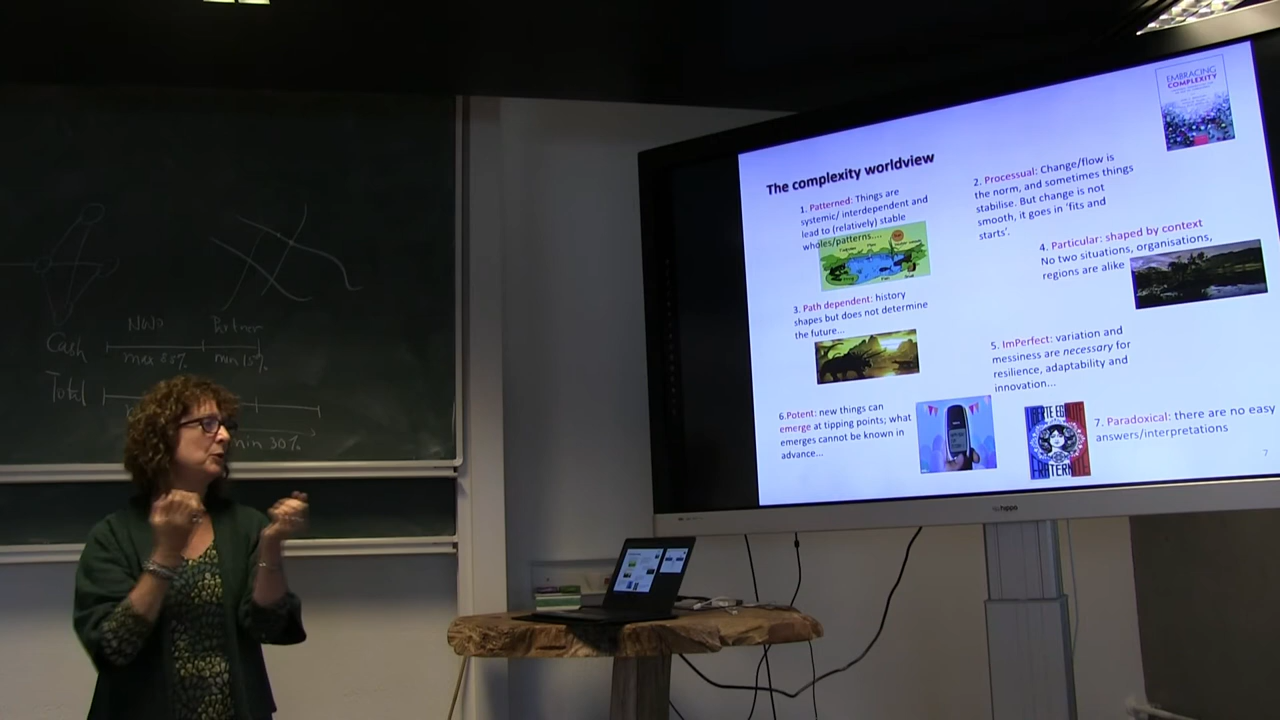 EMBRACING
COMPLEXITY
The complexity worldview
1. Patterned: Things are
systemic/ interdependent and
lead to (relatively) stable
wholes/patterns....
2. Processual: Change/flow is
the norm, and sometimes things
stabilise. But change is not
smooth, it goes in 'fits and
starts'.
3. Path dependent: history
shapes but does not determine
the future...
4. Particular: shaped by context
No two situations, organisations,
regions are alike
5. ImPerfect: variation and
messiness are necessary for
resilience, adaptability and
innovation...
6.Potent: new things can
emerge at tipping points; what
emerges cannot be known in
advance...
7. Paradoxical: there are no easy
answers/interpretations
FRATERNITE
7
hippo
NWO Partner
Cash max 85% min 15%
Total
min 30%